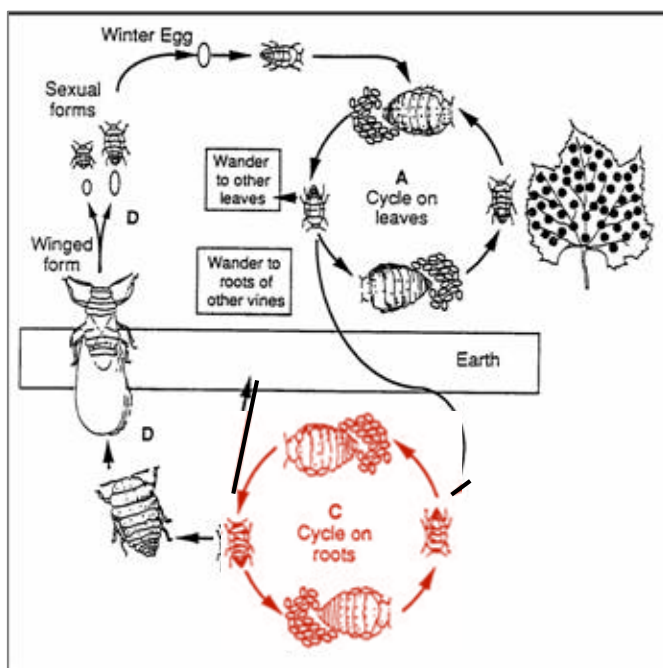 Winter Egg
Sexual
forms
Wander
to other
leaves
A
Cycle on
leaves
D
Winged
form
Wander to
roots of
other vines
Earth
D
C
Cycle on
roots